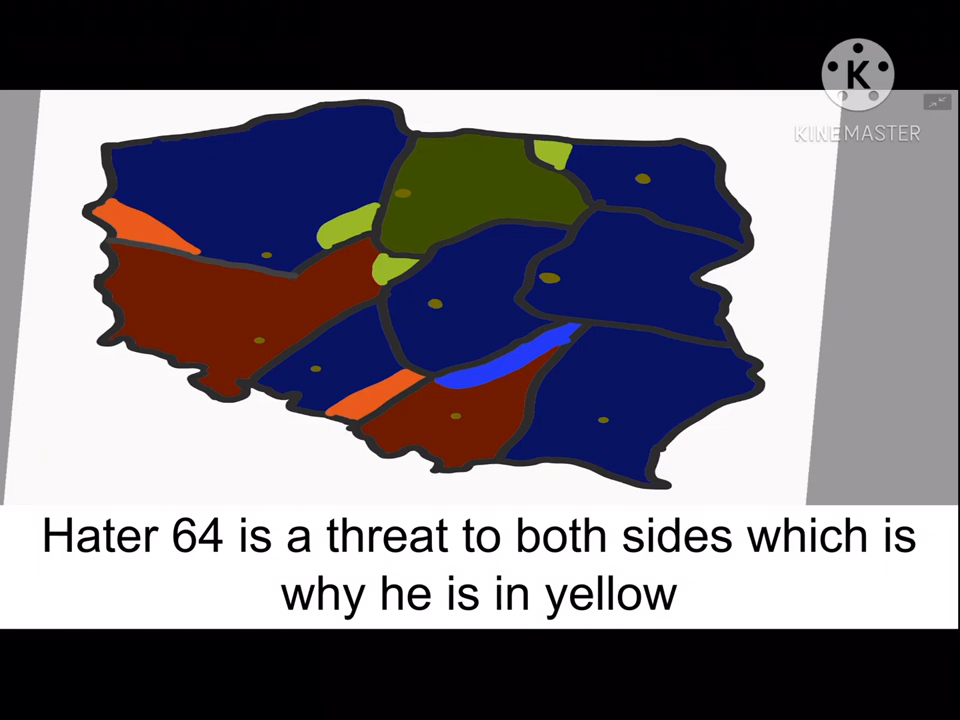 K
KINEMASTER
Hater 64 is a threat to both sides which is
why he is in yellow